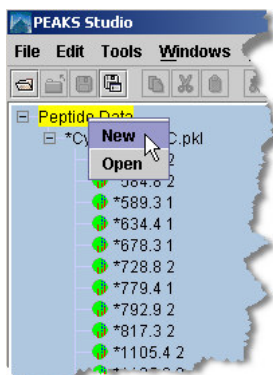 PEAKS Studio
File Edit Tools Windows
Peptide Data
*Cy C.pkl
New
2
Open
*584.8 2
*589.3 1
*634.4 1
*678.3 1
*728.8 2
*779.4 1
*792.9 2
*817.3 2
*1105.4 2